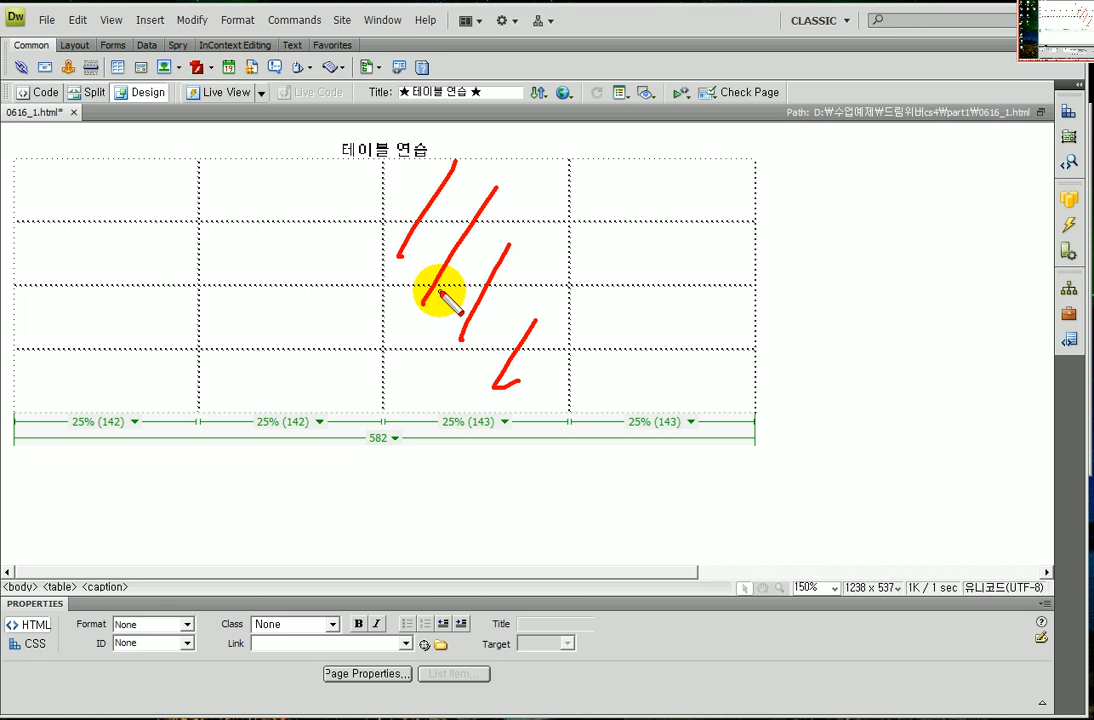 Dw File Edit View Insert Modify Format Commands Site Window Help CLASSIC
Common Layout Forms Data Spry InContext Editing Text Favorites
Code Split Design Live View Live Code Title: ★ 테이블 연습 ★ Check Page
0616_1.html* Path: D:₩수업예제₩드림위버cs4₩part1₩0616_1.html
테이블 연습
25% (142) 25% (142) 25% (143) 25% (143)
582
<body> <table> <caption> 150% 1238 x 537 1K / 1 sec 유니코드(UTF-8)
PROPERTIES
HTML Format None Class None B I Title
CSS ID None Link Target
Page Properties... List Item...